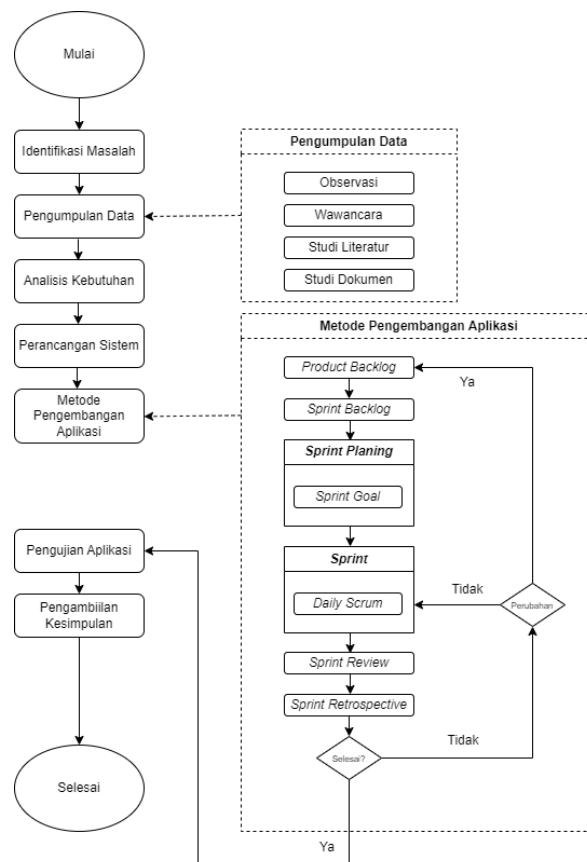 Mulai
Identifikasi Masalah
Pengumpulan Data
Analisis Kebutuhan
Perancangan Sistem
Metode
Pengembangan
Aplikasi
Pengujian Aplikasi
Pengambiilan
Kesimpulan
Selesai
Pengumpulan Data
Observasi
Wawancara
Studi Literatur
Studi Dokumen
Metode Pengembangan Aplikasi
Product Backlog
Ya
Sprint Backlog
Sprint Planing
Sprint Goal
Sprint
Daily Scrum
Tidak
Perubahan
Sprint Review
Sprint Retrospective
Selesai?
Tidak
Ya